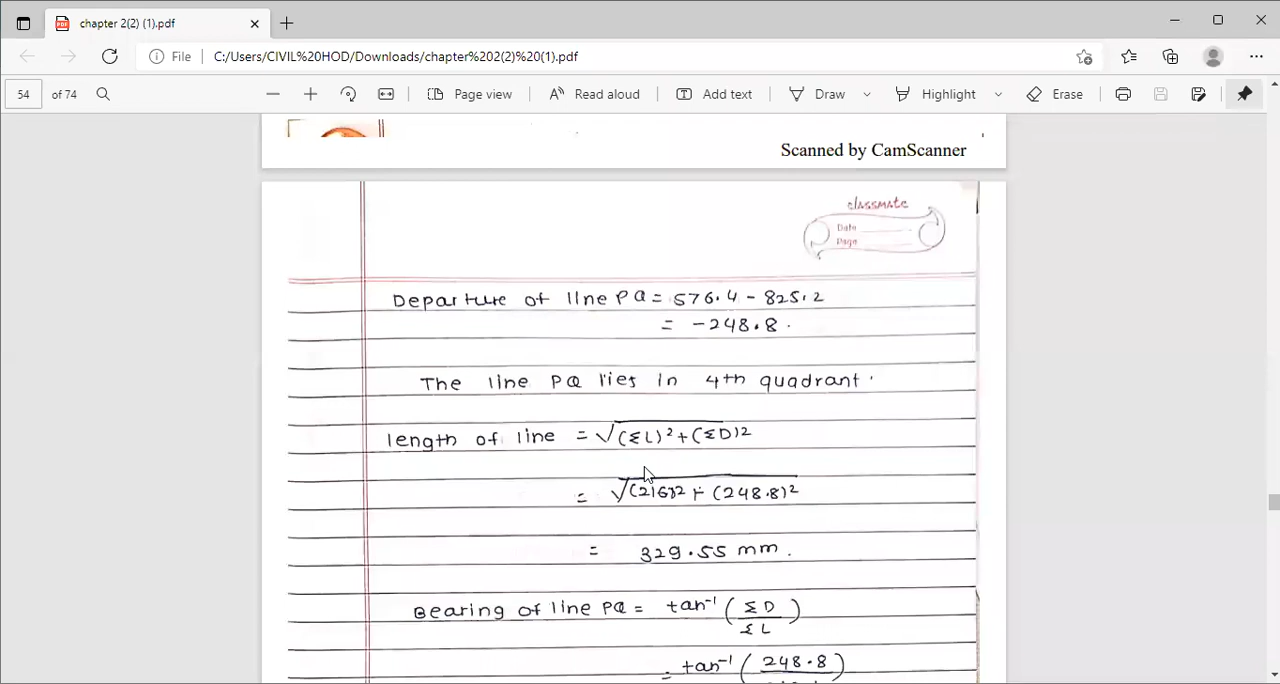 chapter 2(2) (1).pdf
File C:/Users/CIVIL%20HOD/Downloads/chapter%202(2)%20(1).pdf
54 of 74 Page view Read aloud Add text Draw Highlight Erase
Scanned by CamScanner
classmate
Date
Page
Departure of line PQ = 576.4 - 825.2
= -248.8.
The line PQ lies in 4th quadrant.
length of line = √(ΣL)²+(ΣD)²
= √(216)² + (248.8)²
= 329.55 mm.
Bearing of line PQ = tan⁻¹ (ΣD/ΣL)
= tan⁻¹ (248.8